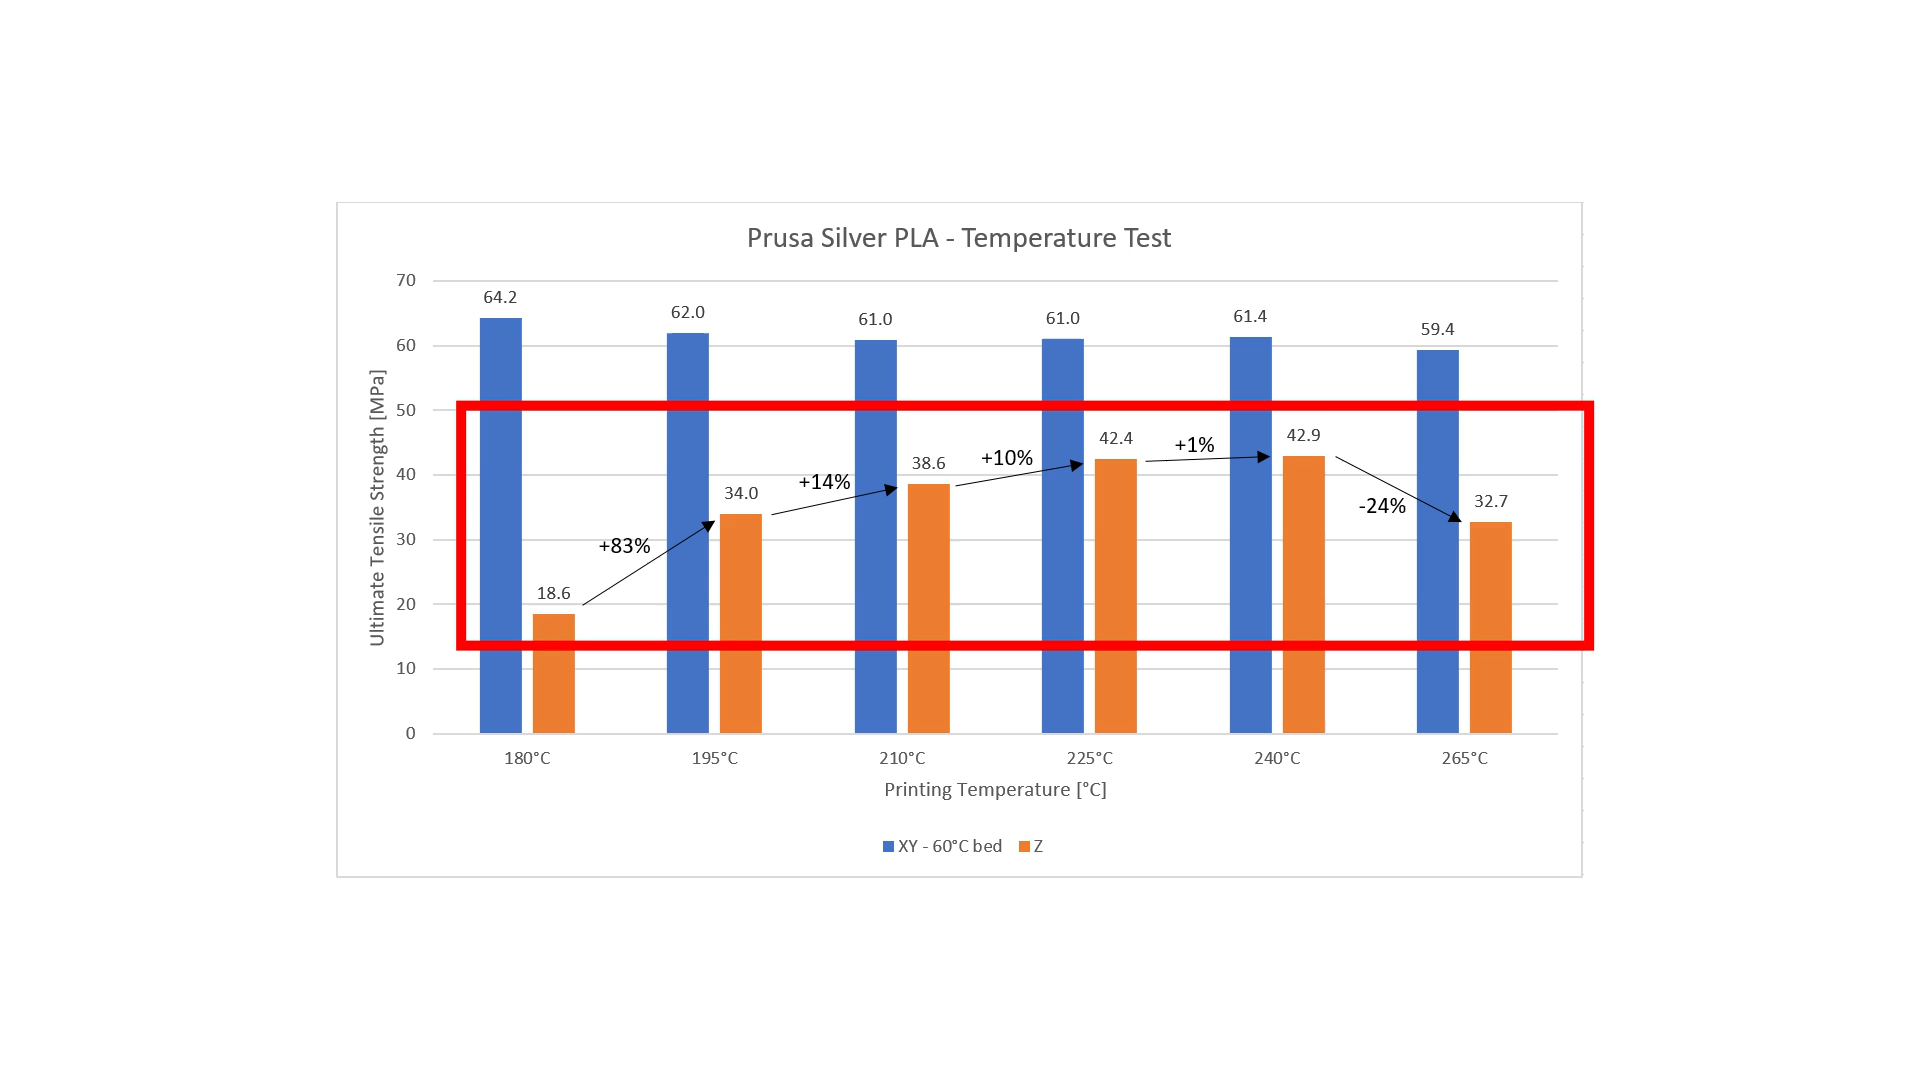 Prusa Silver PLA - Temperature Test
Ultimate Tensile Strength [MPa]
70
60
50
40
30
20
10
0
64.2
62.0
61.0
61.0
61.4
59.4
18.6
34.0
38.6
42.4
42.9
32.7
+83%
+14%
+10%
+1%
-24%
180°C
195°C
210°C
225°C
240°C
265°C
Printing Temperature [°C]
XY - 60°C bed
Z